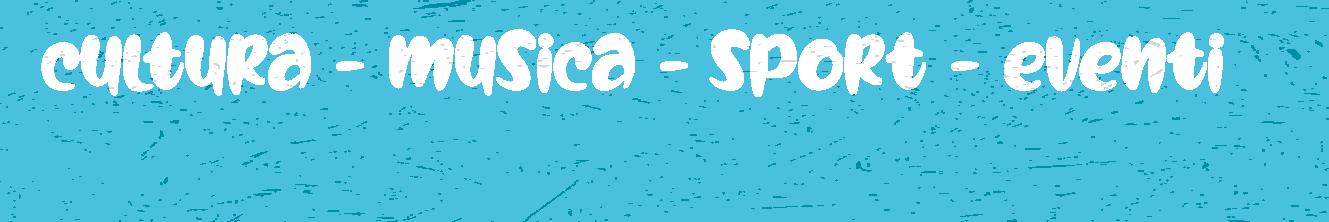 cultura - musica - sport - eventi